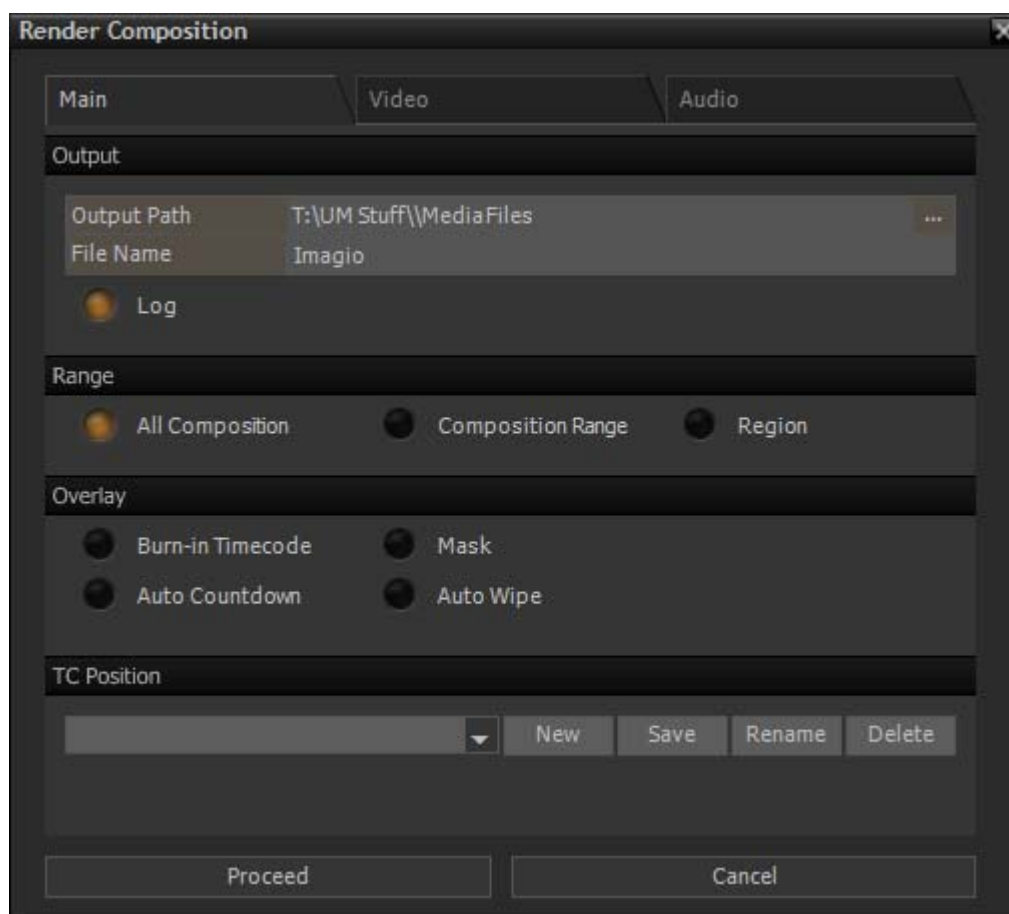 Render Composition
Main Video Audio
Output
Output Path T:\UM Stuff\\MediaFiles ...
File Name Imagio
Log
Range
All Composition Composition Range Region
Overlay
Burn-in Timecode Mask
Auto Countdown Auto Wipe
TC Position
New Save Rename Delete
Proceed Cancel